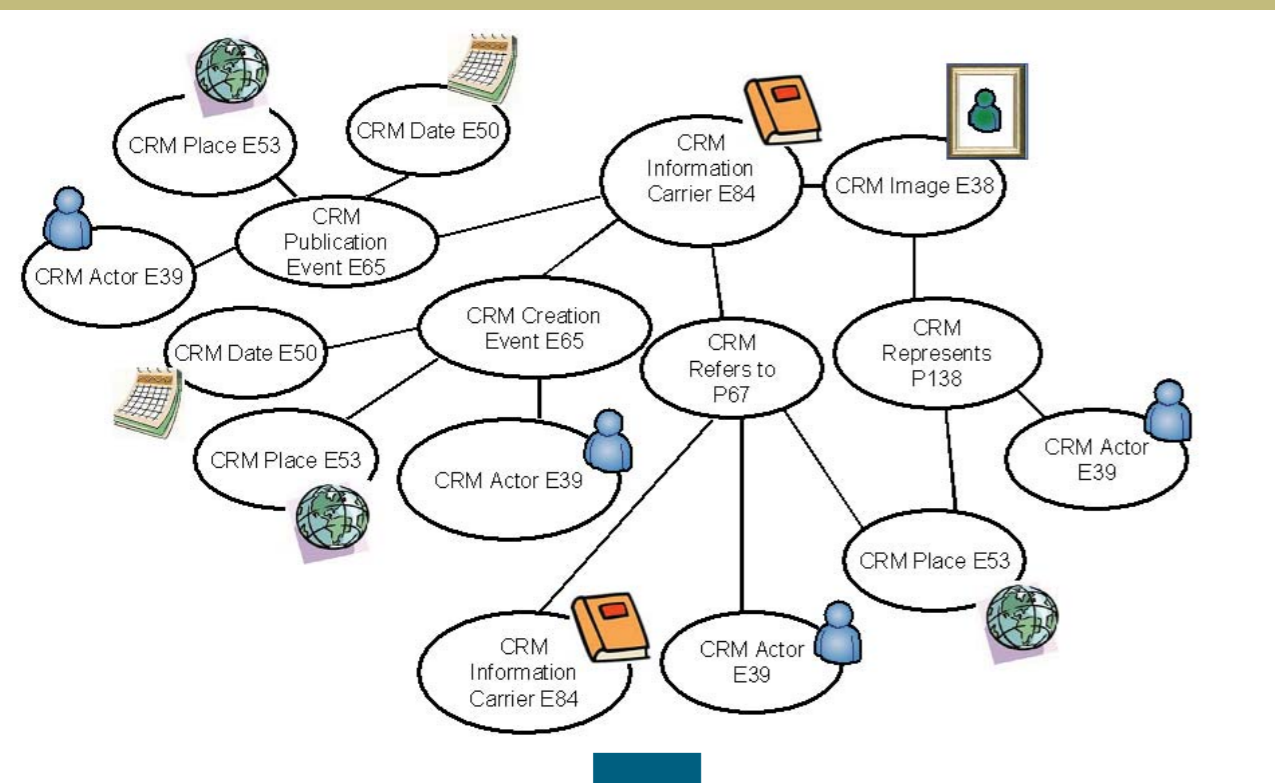 CRM Place E53
CRM Date E50
CRM
Information
Carrier E84
CRM Image E38
CRM
Publication
Event E65
CRM Actor E39
CRM Creation
Event E65
CRM Date E50
CRM
Refers to
P67
CRM
Represents
P138
CRM Place E53
CRM Actor E39
CRM Actor
E39
CRM Place E53
CRM
Information
Carrier E84
CRM Actor
E39